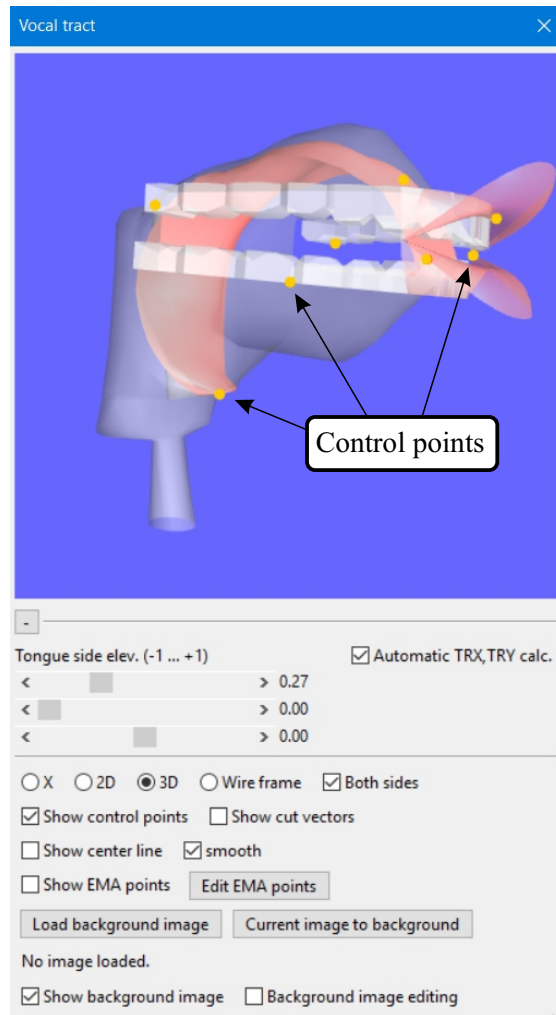 Vocal tract
Control points
-
Tongue side elev. (-1 ... +1)
Automatic TRX,TRY calc.
< > 0.27
< > 0.00
< > 0.00
X 2D 3D Wire frame Both sides
Show control points Show cut vectors
Show center line smooth
Show EMA points Edit EMA points
Load background image Current image to background
No image loaded.
Show background image Background image editing